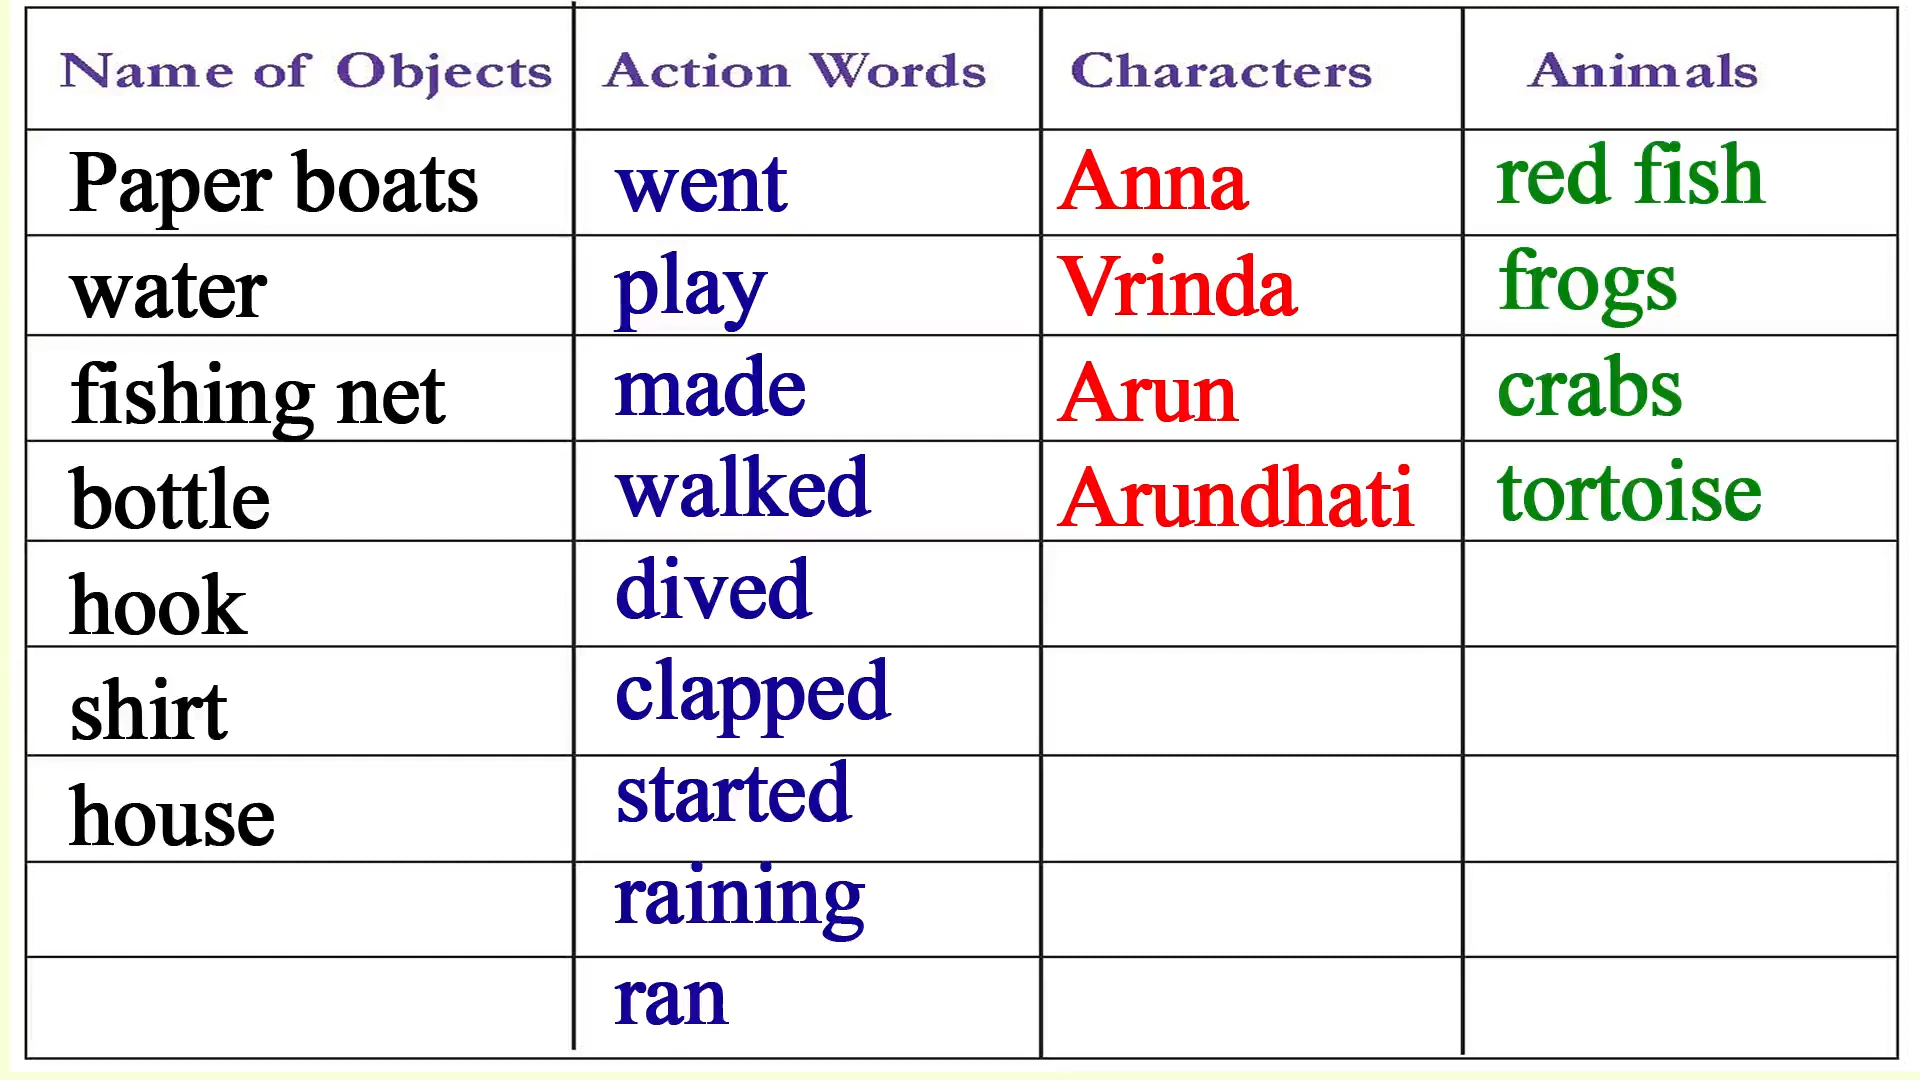 Name of Objects Action Words Characters Animals
Paper boats went Anna red fish
water play Vrinda frogs
fishing net made Arun crabs
bottle walked Arundhati tortoise
hook dived
shirt clapped
house started
raining
ran